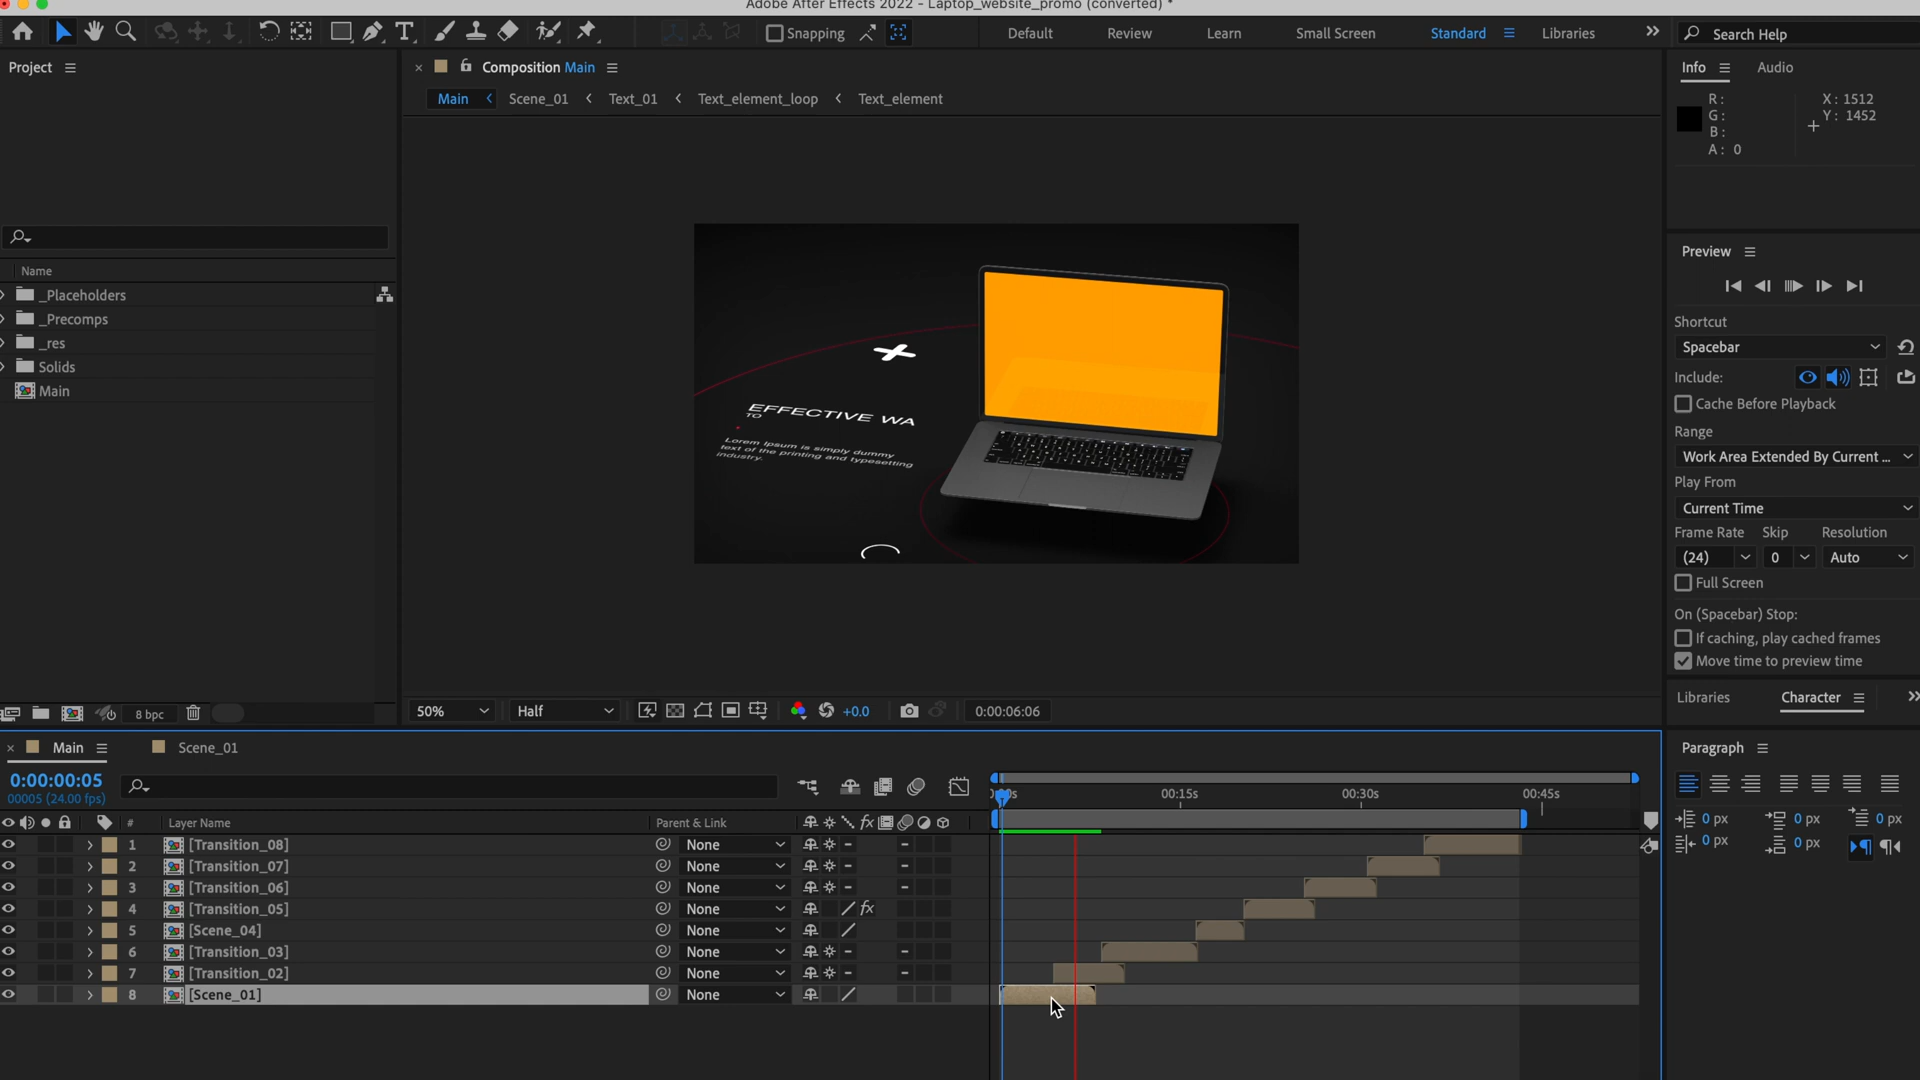 Adobe After Effects 2022 - Laptop_website_promo (converted) *
Snapping
Default
Review
Learn
Small Screen
Standard
Libraries
Search Help
Project
Composition Main
Info
Audio
Main
Scene_01
Text_01
Text_element_loop
Text_element
R:
G:
B:
A: 0
X: 1512
Y: 1452
Name
_Placeholders
_Precomps
_res
Solids
Main
EFFECTIVE WA
TO
Lorem Ipsum is simply dummy
text of the printing and typesetting
industry.
Preview
Shortcut
Spacebar
Include:
Cache Before Playback
Range
Work Area Extended By Current ...
Play From
Current Time
Frame Rate
Skip
Resolution
(24)
0
Auto
Full Screen
On (Spacebar) Stop:
If caching, play cached frames
Move time to preview time
Libraries
Character
8 bpc
50%
Half
+0.0
0:00:06:06
Main
Scene_01
Paragraph
0:00:00:05
00005 (24.00 fps)
00:15s
00:30s
00:45s
#
Layer Name
Parent & Link
fx
0 px
0 px
0 px
0 px
0 px
1
[Transition_08]
None
2
[Transition_07]
None
3
[Transition_06]
None
4
[Transition_05]
None
fx
5
[Scene_04]
None
6
[Transition_03]
None
7
[Transition_02]
None
8
[Scene_01]
None